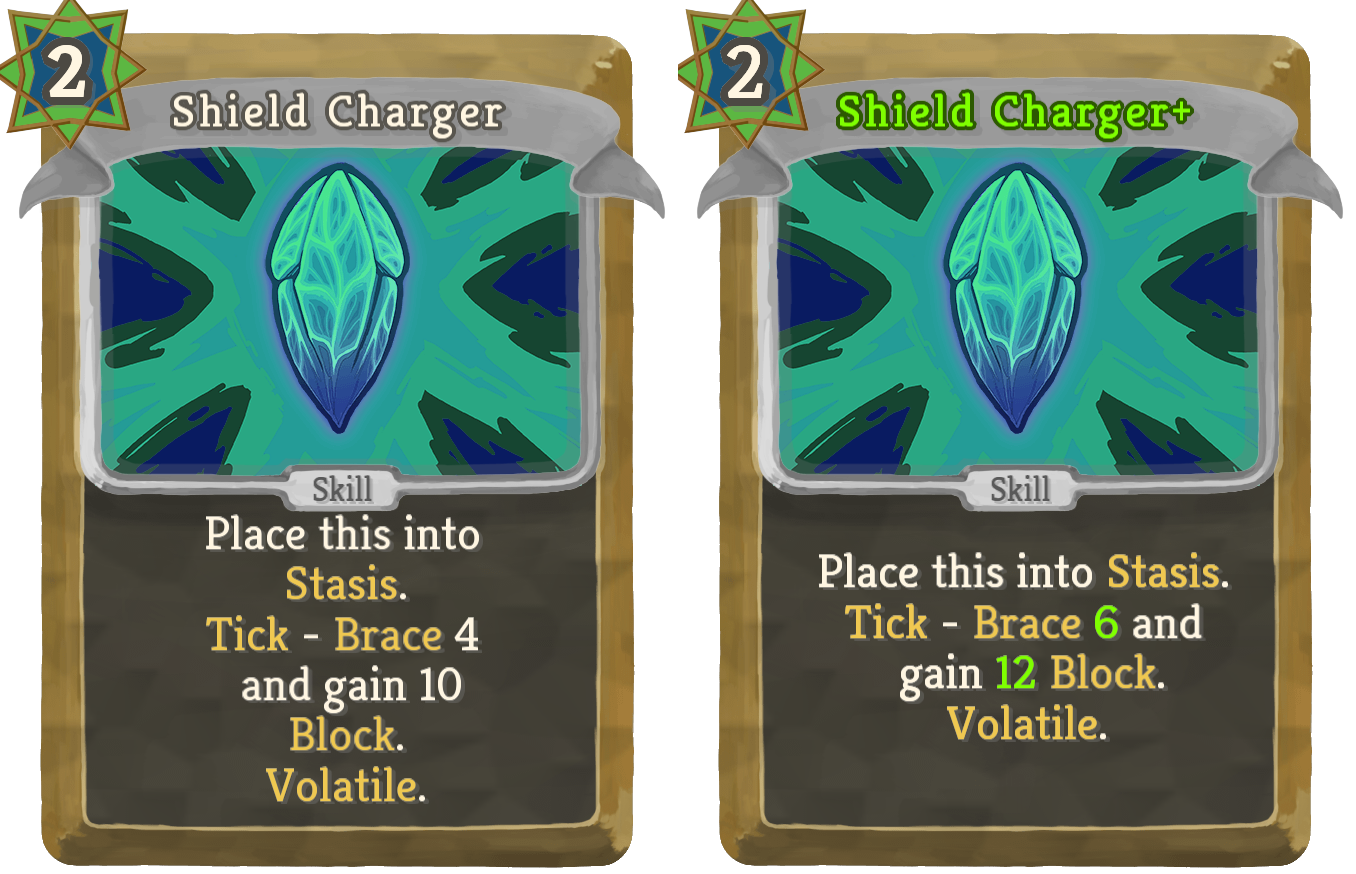 2
Shield Charger
Skill
Place this into
Stasis.
Tick - Brace 4
and gain 10
Block.
Volatile.
2
Shield Charger+
Skill
Place this into Stasis.
Tick - Brace 6 and
gain 12 Block.
Volatile.